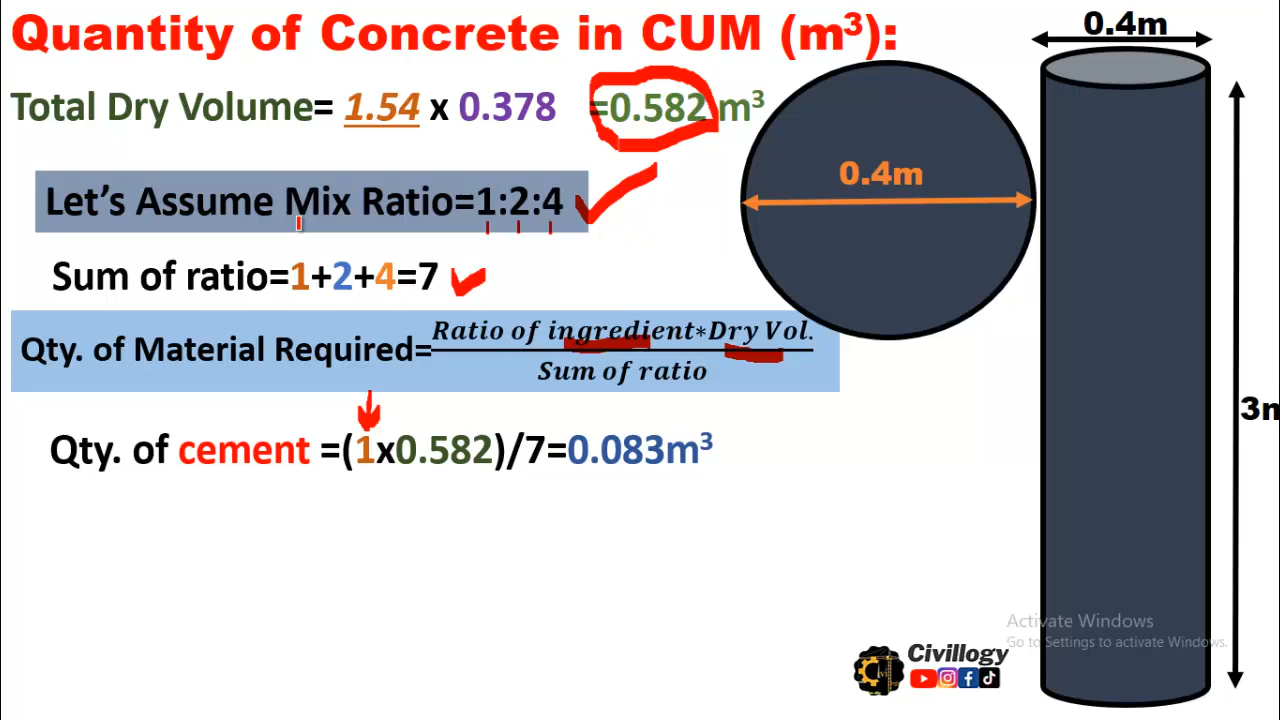 Quantity of Concrete in CUM (m³):
0.4m
Total Dry Volume= 1.54 x 0.378 =0.582 m³
0.4m
Let's Assume Mix Ratio=1:2:4
Sum of ratio=1+2+4=7
Qty. of Material Required= Ratio of ingredient*Dry Vol.
Sum of ratio
3m
Qty. of cement =(1x0.582)/7=0.083m³
Activate Windows
Go to Settings to activate Windows.
Civillogy